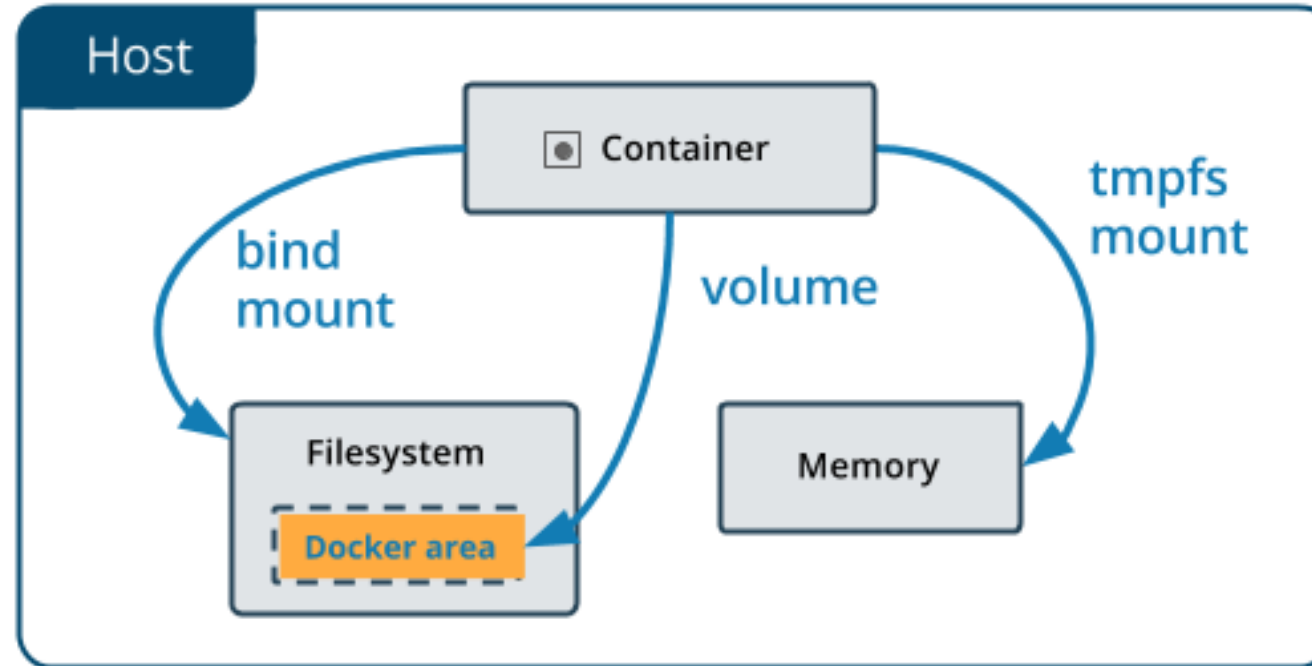 Host
Container
bind
mount
volume
tmpfs
mount
Filesystem
Docker area
Memory